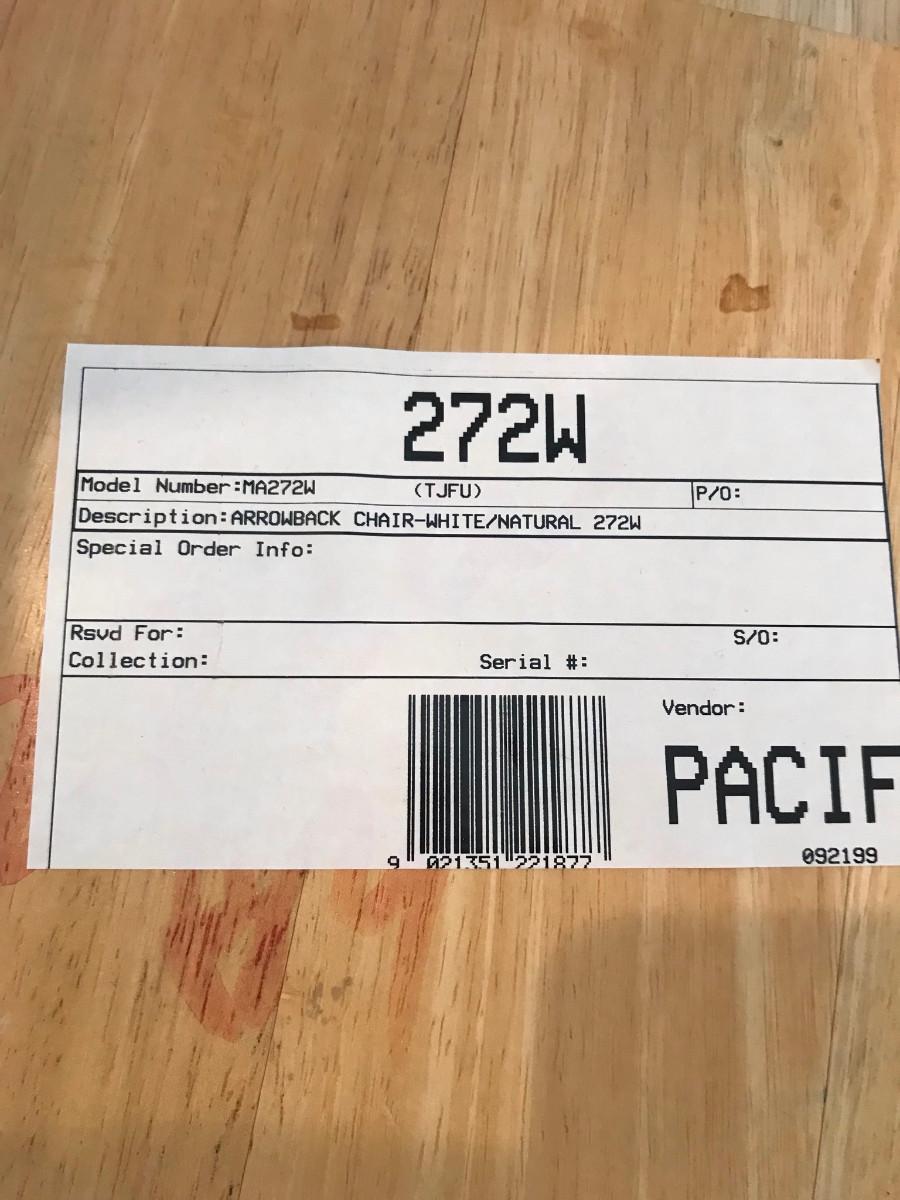 272W
Model Number:MA272W (TJFU) P/O:
Description:ARROWBACK CHAIR-WHITE/NATURAL 272W
Special Order Info:
Rsvd For: S/O:
Collection: Serial #:
Vendor:
PACIF
9 021351 221877 092199